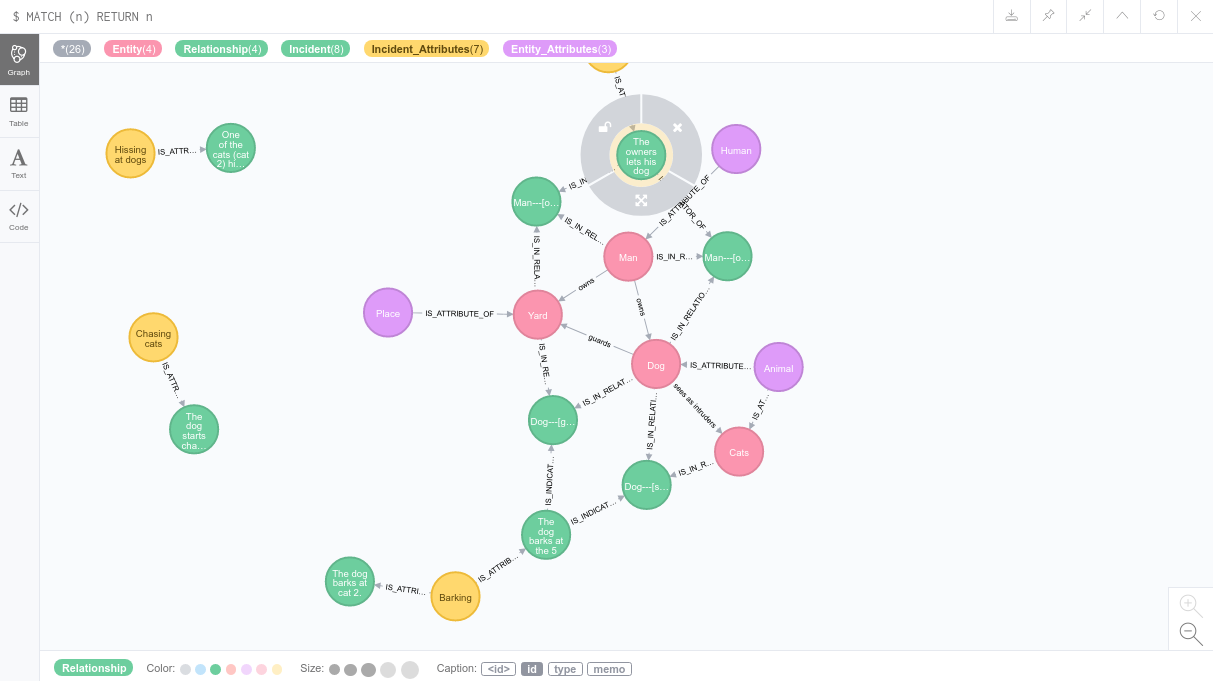 $ MATCH (n) RETURN n
*(26)
Entity(4)
Relationship(4)
Incident(8)
Incident_Attributes(7)
Entity_Attributes(3)
Graph
Table
A
Text
</>
Code
IS_AT
Hissing
at dogs
IS_ATTR...
One
of the
cats (cat
2) hi...
The
owners
lets his
dog
Human
IS_IN
IS_ATTRIBUTE_OF
TOR_OF
Man---[o...
IS_IN_REL...
IS_IN_RELA...
Man
IS_IN_R...
Man---[o...
owns
owns
IS_IN_RELATIO...
Place
IS_ATTRIBUTE_OF
Yard
guards
Chasing
cats
IS_ATTR...
IS_IN_RE...
Dog
IS_ATTRIBUTE...
Animal
sees as intruders
IS_AT...
IS_IN_RELAT...
IS_IN_RELATI...
The
dog
starts
cha...
Dog---[g...
Cats
IS_IN_R...
IS_INDICAT...
Dog---[s...
IS_INDICAT...
The
dog
barks at
the 5
IS_ATTRIB...
The dog
barks at
cat 2.
IS_ATTRI...
Barking
Relationship
Color:
Size:
Caption:
<id>
id
type
memo